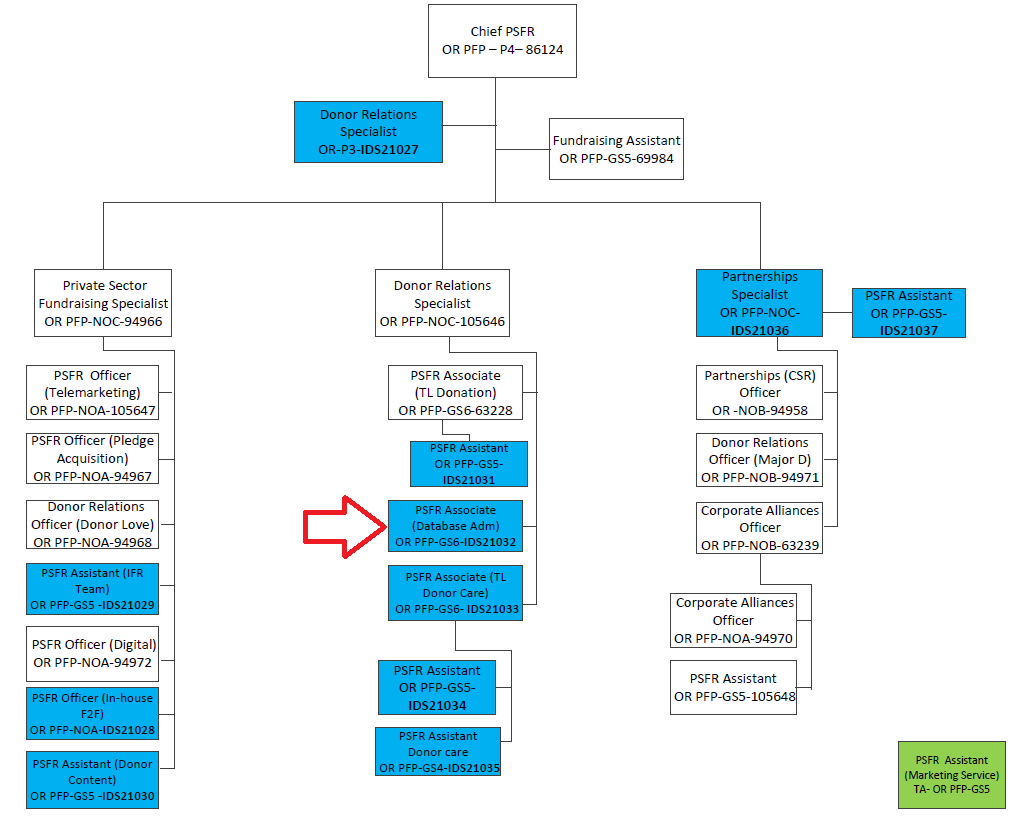 Chief PSFR
OR PFP – P4– 86124
Donor Relations
Specialist
OR-P3-IDS21027
Fundraising Assistant
OR PFP-GS5-69984
Private Sector
Fundraising Specialist
OR PFP-NOC-94966
PSFR Officer
(Telemarketing)
OR PFP-NOA-105647
PSFR Officer (Pledge
Acquisition)
OR PFP-NOA-94967
Donor Relations
Officer (Donor Love)
OR PFP-NOA-94968
PSFR Assistant (IFR
Team)
OR PFP-GS5 -IDS21029
PSFR Officer (Digital)
OR PFP-NOA-94972
PSFR Officer (In-house
F2F)
OR PFP-NOA-IDS21028
PSFR Assistant (Donor
Content)
OR PFP-GS5 -IDS21030
Donor Relations
Specialist
OR PFP-NOC-105646
PSFR Associate
(TL Donation)
OR PFP-GS6-63228
PSFR Assistant
OR PFP-GS5-
IDS21031
PSFR Associate
(Database Adm)
OR PFP-GS6-IDS21032
PSFR Associate (TL
Donor Care)
OR PFP-GS6- IDS21033
PSFR Assistant
OR PFP-GS5-
IDS21034
PSFR Assistant
Donor care
OR PFP-GS4-IDS21035
Partnerships
Specialist
OR PFP-NOC-
IDS21036
PSFR Assistant
OR PFP-GS5-
IDS21037
Partnerships (CSR)
Officer
OR -NOB-94958
Donor Relations
Officer (Major D)
OR PFP-NOB-94971
Corporate Alliances
Officer
OR PFP-NOB-63239
Corporate Alliances
Officer
OR PFP-NOA-94970
PSFR Assistant
OR PFP-GS5-105648
PSFR Assistant
(Marketing Service)
TA- OR PFP-GS5